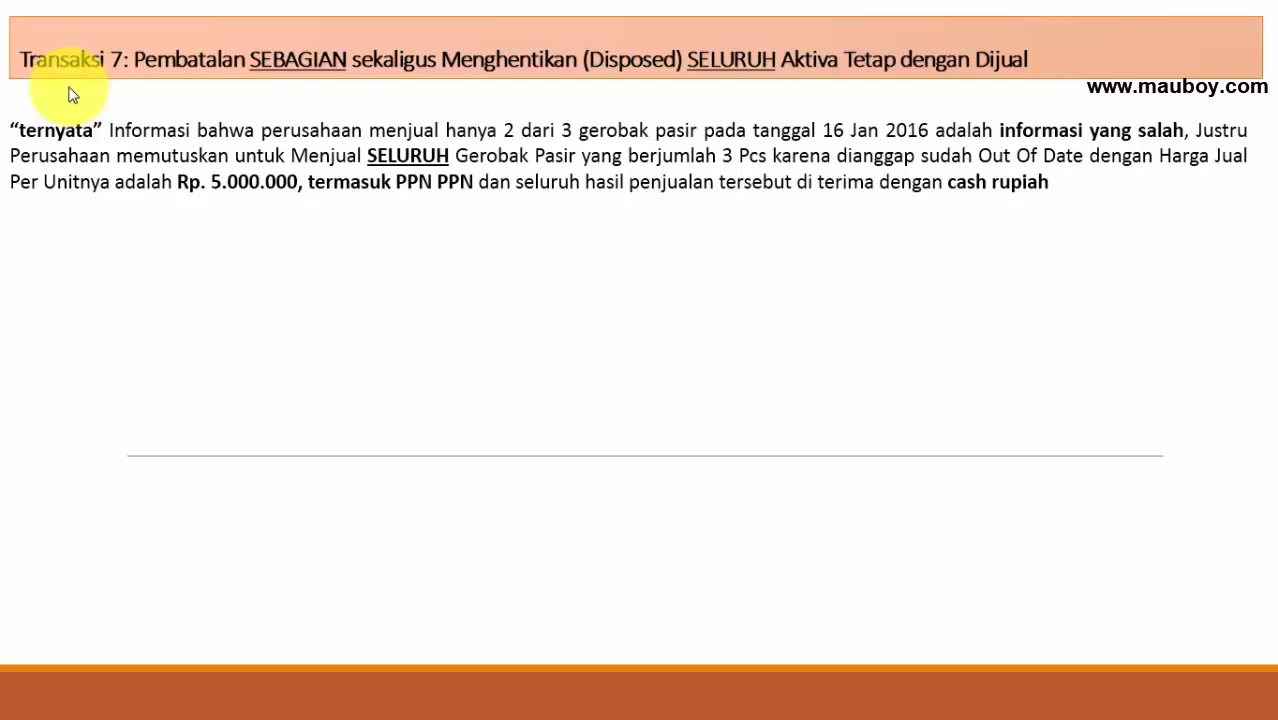 Transaksi 7: Pembatalan SEBAGIAN sekaligus Menghentikan (Disposed) SELURUH Aktiva Tetap dengan Dijual
www.mauboy.com
“ternyata” Informasi bahwa perusahaan menjual hanya 2 dari 3 gerobak pasir pada tanggal 16 Jan 2016 adalah informasi yang salah, Justru
Perusahaan memutuskan untuk Menjual SELURUH Gerobak Pasir yang berjumlah 3 Pcs karena dianggap sudah Out Of Date dengan Harga Jual
Per Unitnya adalah Rp. 5.000.000, termasuk PPN PPN dan seluruh hasil penjualan tersebut di terima dengan cash rupiah